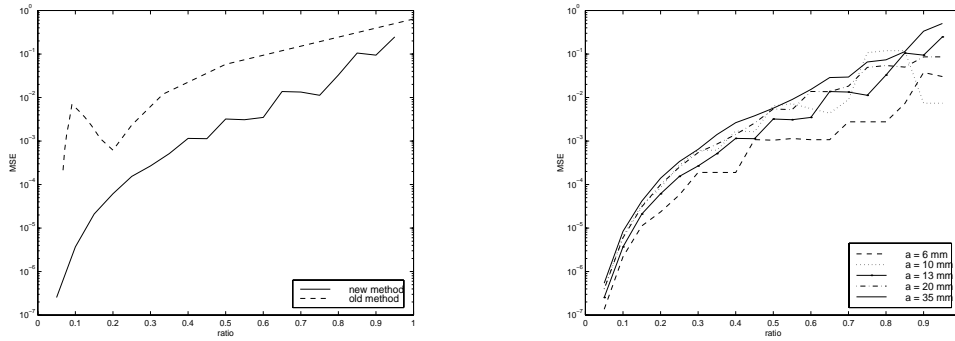 10⁰
10⁻¹
10⁻²
10⁻³
10⁻⁴
10⁻⁵
10⁻⁶
10⁻⁷
MSE
0 0.1 0.2 0.3 0.4 0.5 0.6 0.7 0.8 0.9 1
ratio
new method
old method
10⁰
10⁻¹
10⁻²
10⁻³
10⁻⁴
10⁻⁵
10⁻⁶
10⁻⁷
MSE
0 0.1 0.2 0.3 0.4 0.5 0.6 0.7 0.8 0.9 1
ratio
a = 6 mm
a = 10 mm
a = 13 mm
a = 20 mm
a = 35 mm